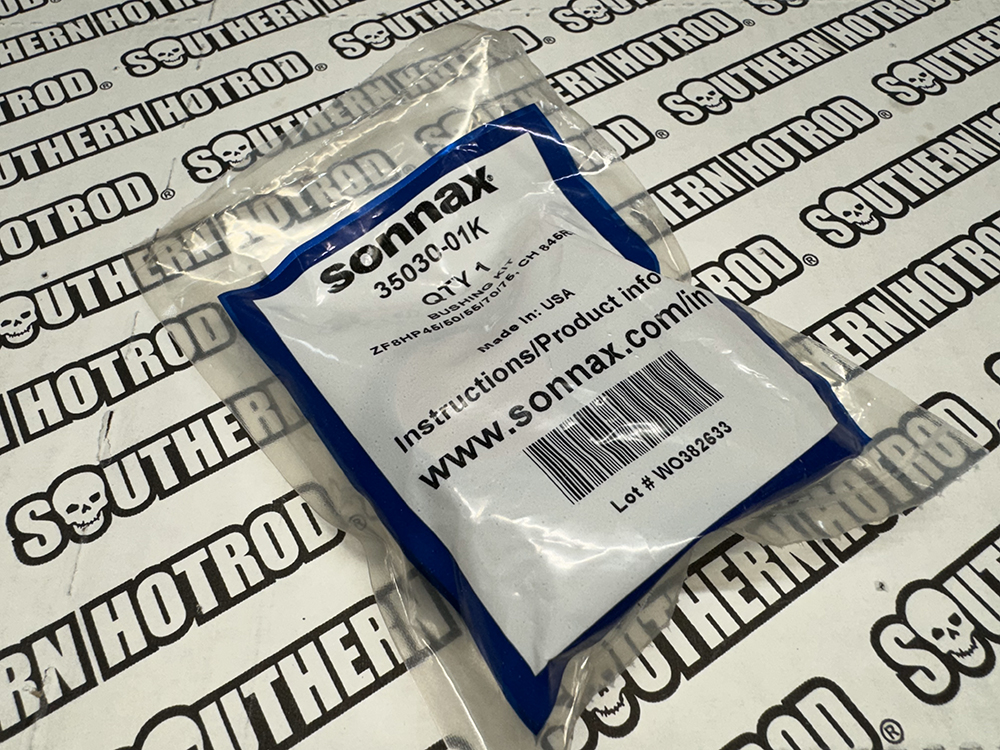 sonnax
35030-01K
QTY 1
BUSHING KIT
ZF8HP45/50/55/70/75, CH 845R
Made In: USA
Instructions/Product info
www.sonnax.com/in
Lot # WO382633
SOUTHERN HOTROD®